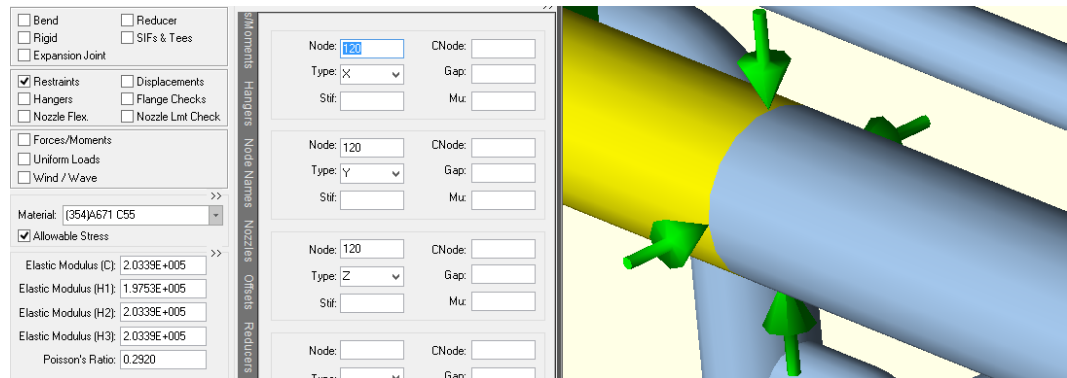 Bend Reducer
Rigid SIFs & Tees
Expansion Joint
Restraints Displacements
Hangers Flange Checks
Nozzle Flex. Nozzle Lmt Check
Forces/Moments
Uniform Loads
Wind / Wave
>>
Material: (354)A671 C55
Allowable Stress
>>
Elastic Modulus (C): 2.0339E+005
Elastic Modulus (H1): 1.9753E+005
Elastic Modulus (H2): 2.0339E+005
Elastic Modulus (H3): 2.0339E+005
Poisson's Ratio: 0.2920
s/Moments
Hangers
Node Names
Nozzles
Offsets
Reducers
Node: 120 CNode:
Type: X Gap:
Stif: Mu:
Node: 120 CNode:
Type: Y Gap:
Stif: Mu:
Node: 120 CNode:
Type: Z Gap:
Stif: Mu:
Node: CNode:
Type: Gap: